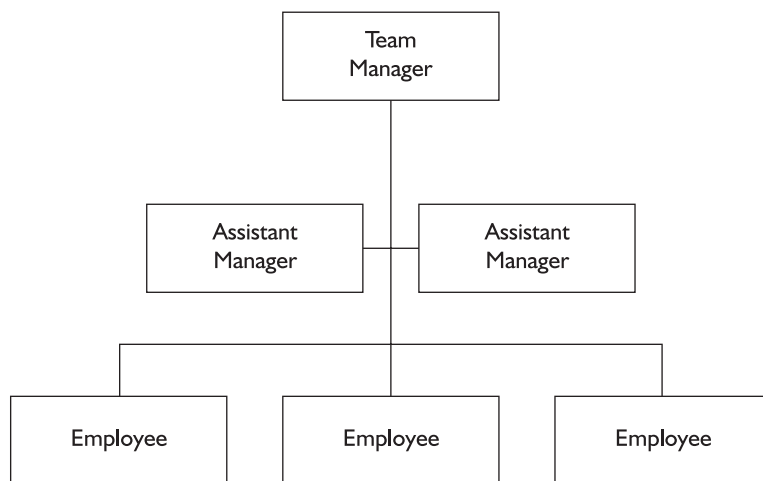 Team
Manager
Assistant
Manager
Assistant
Manager
Employee
Employee
Employee